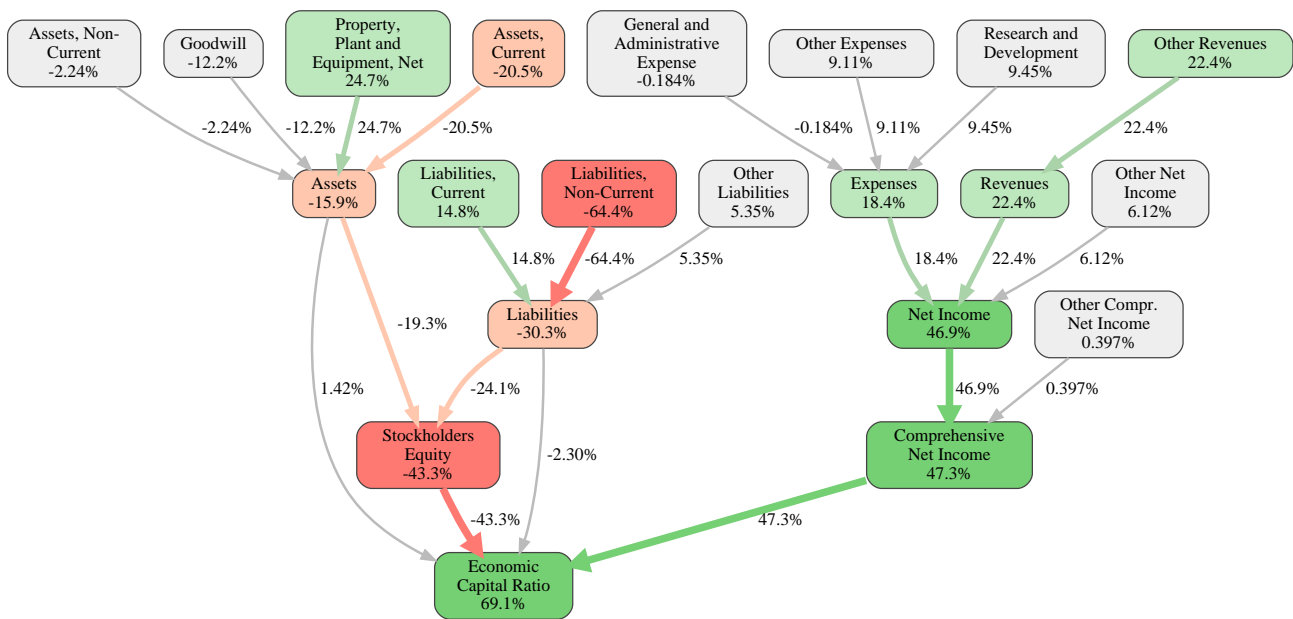 Assets, Non-
Current
-2.24%
Goodwill
-12.2%
Property,
Plant and
Equipment, Net
24.7%
Assets,
Current
-20.5%
General and
Administrative
Expense
-0.184%
Other Expenses
9.11%
Research and
Development
9.45%
Other Revenues
22.4%
-2.24%
-12.2%
24.7%
-20.5%
-0.184%
9.11%
9.45%
22.4%
Assets
-15.9%
Liabilities,
Current
14.8%
Liabilities,
Non-Current
-64.4%
Other
Liabilities
5.35%
Expenses
18.4%
Revenues
22.4%
Other Net
Income
6.12%
14.8%
-64.4%
5.35%
18.4%
22.4%
6.12%
Liabilities
-30.3%
Net Income
46.9%
Other Compr.
Net Income
0.397%
-19.3%
1.42%
-24.1%
46.9%
0.397%
Stockholders
Equity
-43.3%
-2.30%
Comprehensive
Net Income
47.3%
-43.3%
47.3%
Economic
Capital Ratio
69.1%